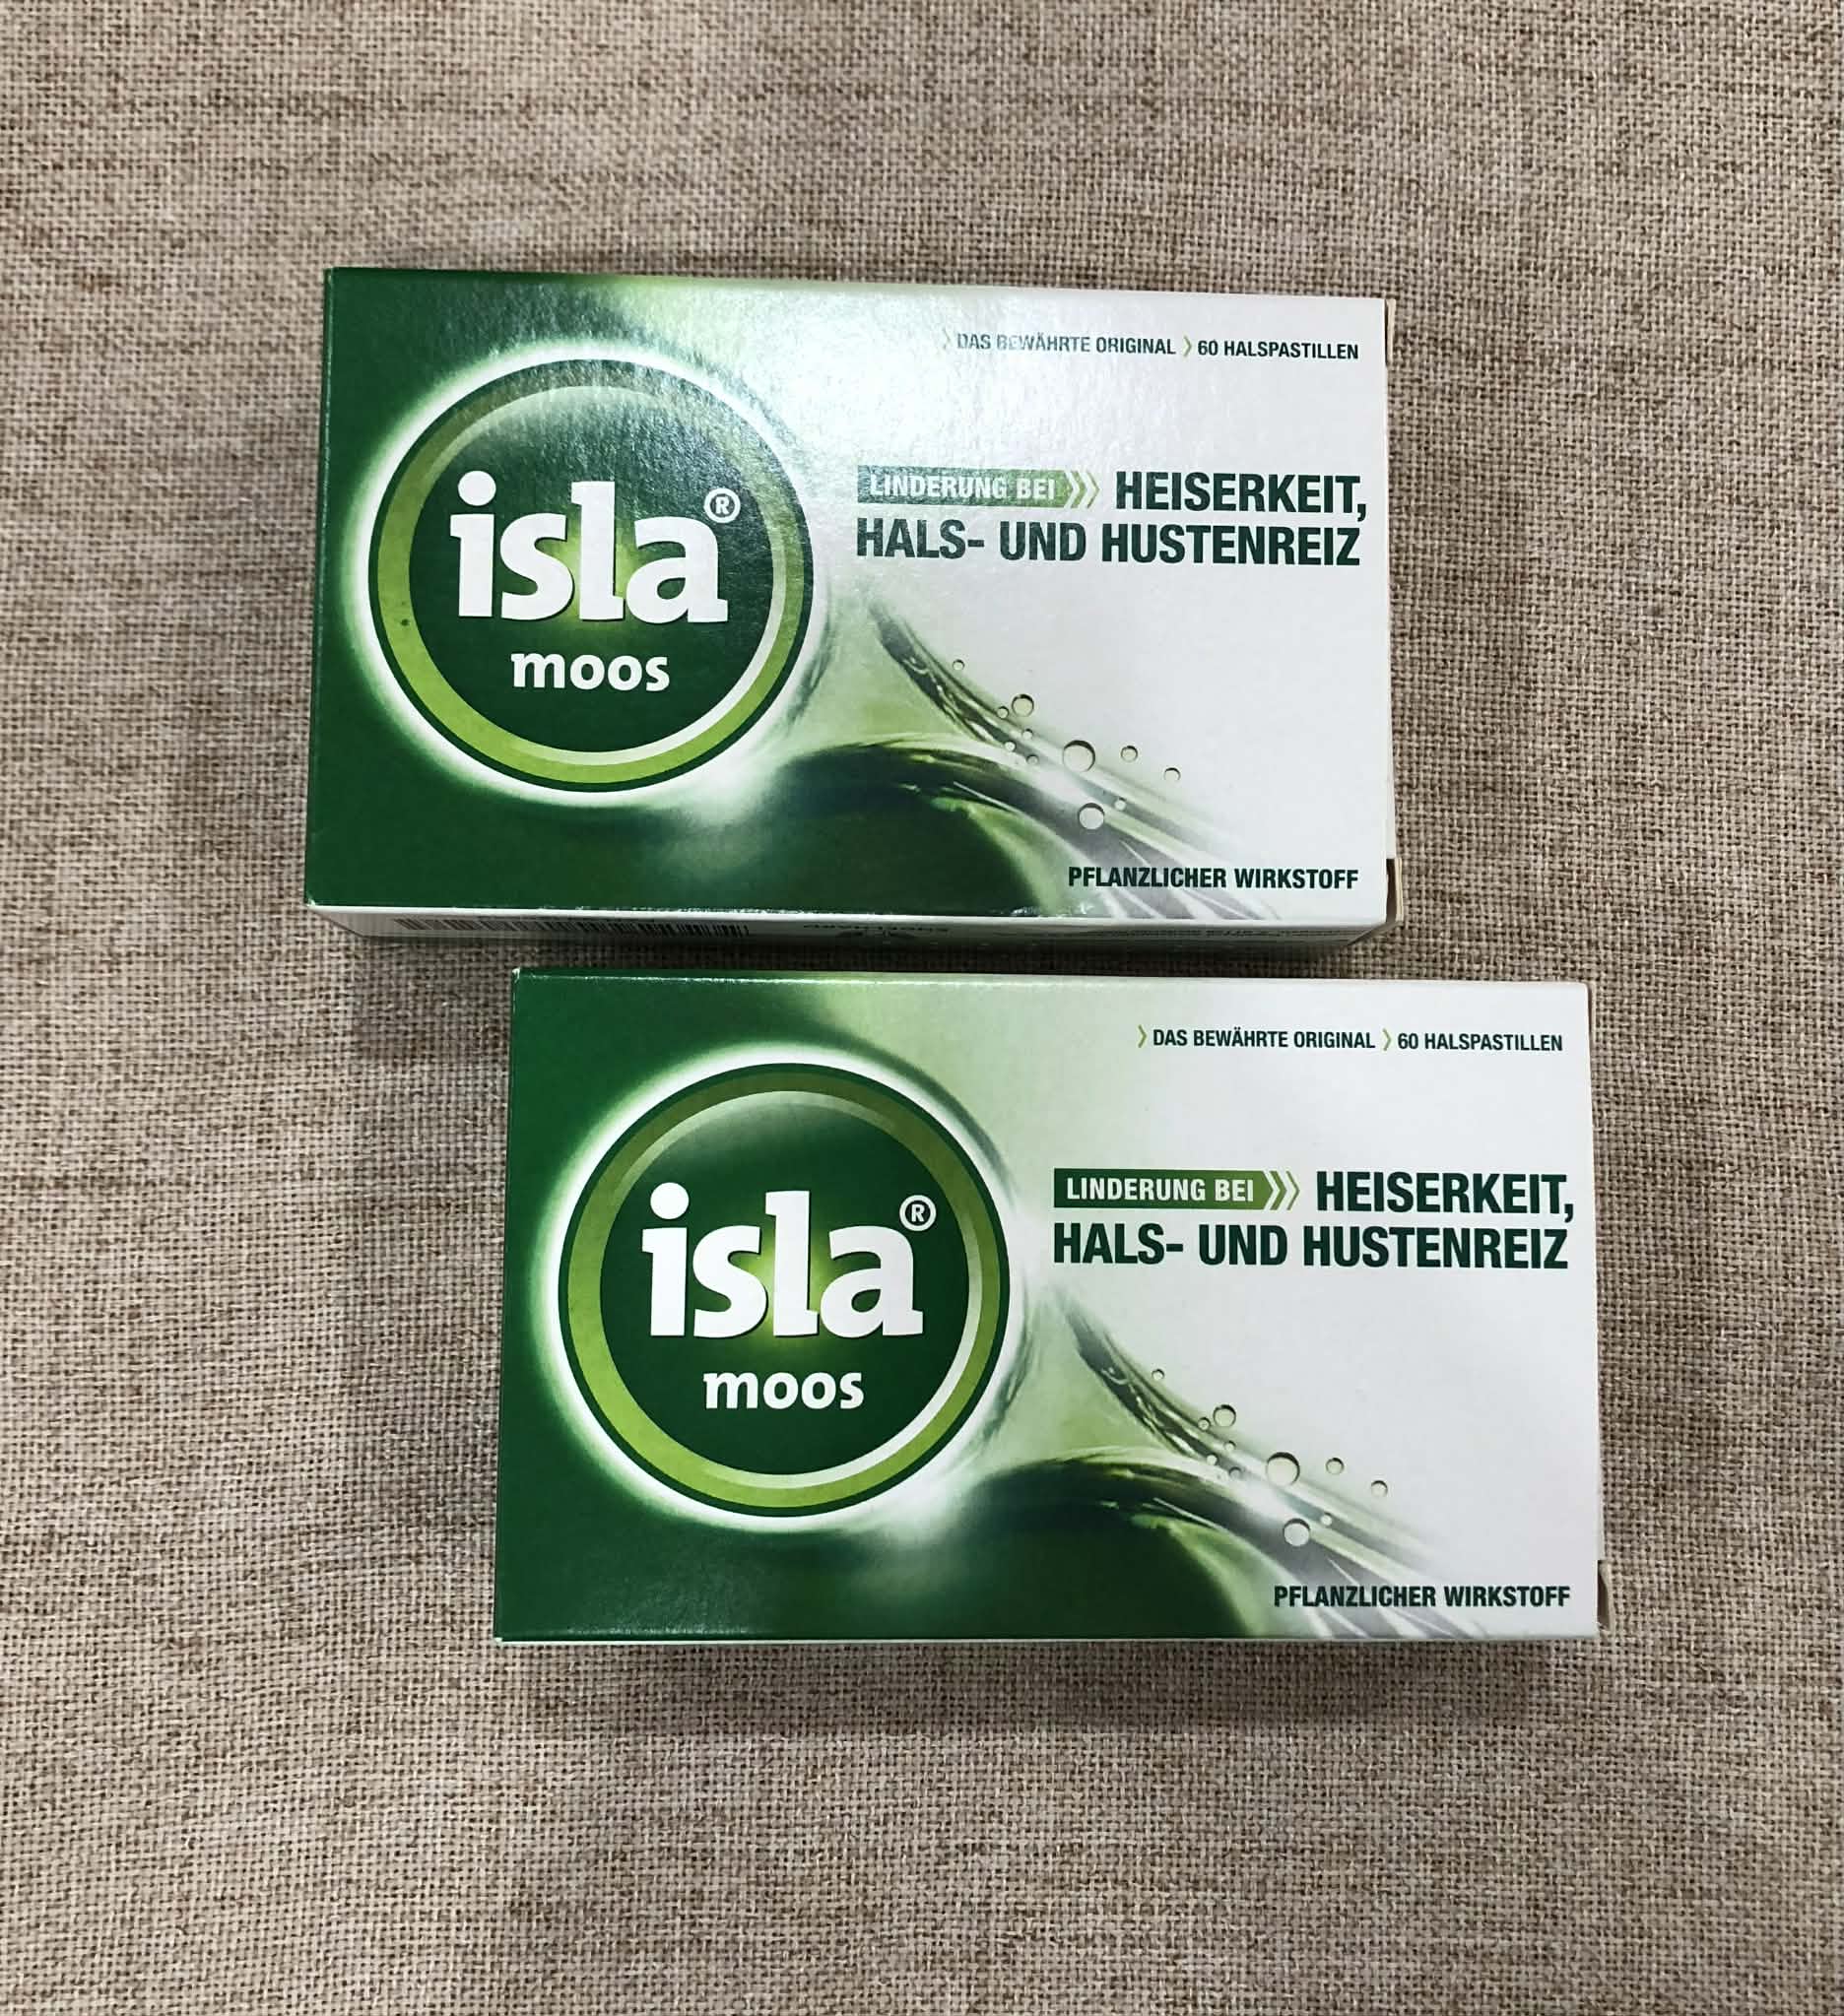 › DAS BEWÄHRTE ORIGINAL › 60 HALSPASTILLEN
isla®
moos
LINDERUNG BEI HEISERKEIT,
HALS- UND HUSTENREIZ
PFLANZLICHER WIRKSTOFF
› DAS BEWÄHRTE ORIGINAL › 60 HALSPASTILLEN
isla®
moos
LINDERUNG BEI HEISERKEIT,
HALS- UND HUSTENREIZ
PFLANZLICHER WIRKSTOFF